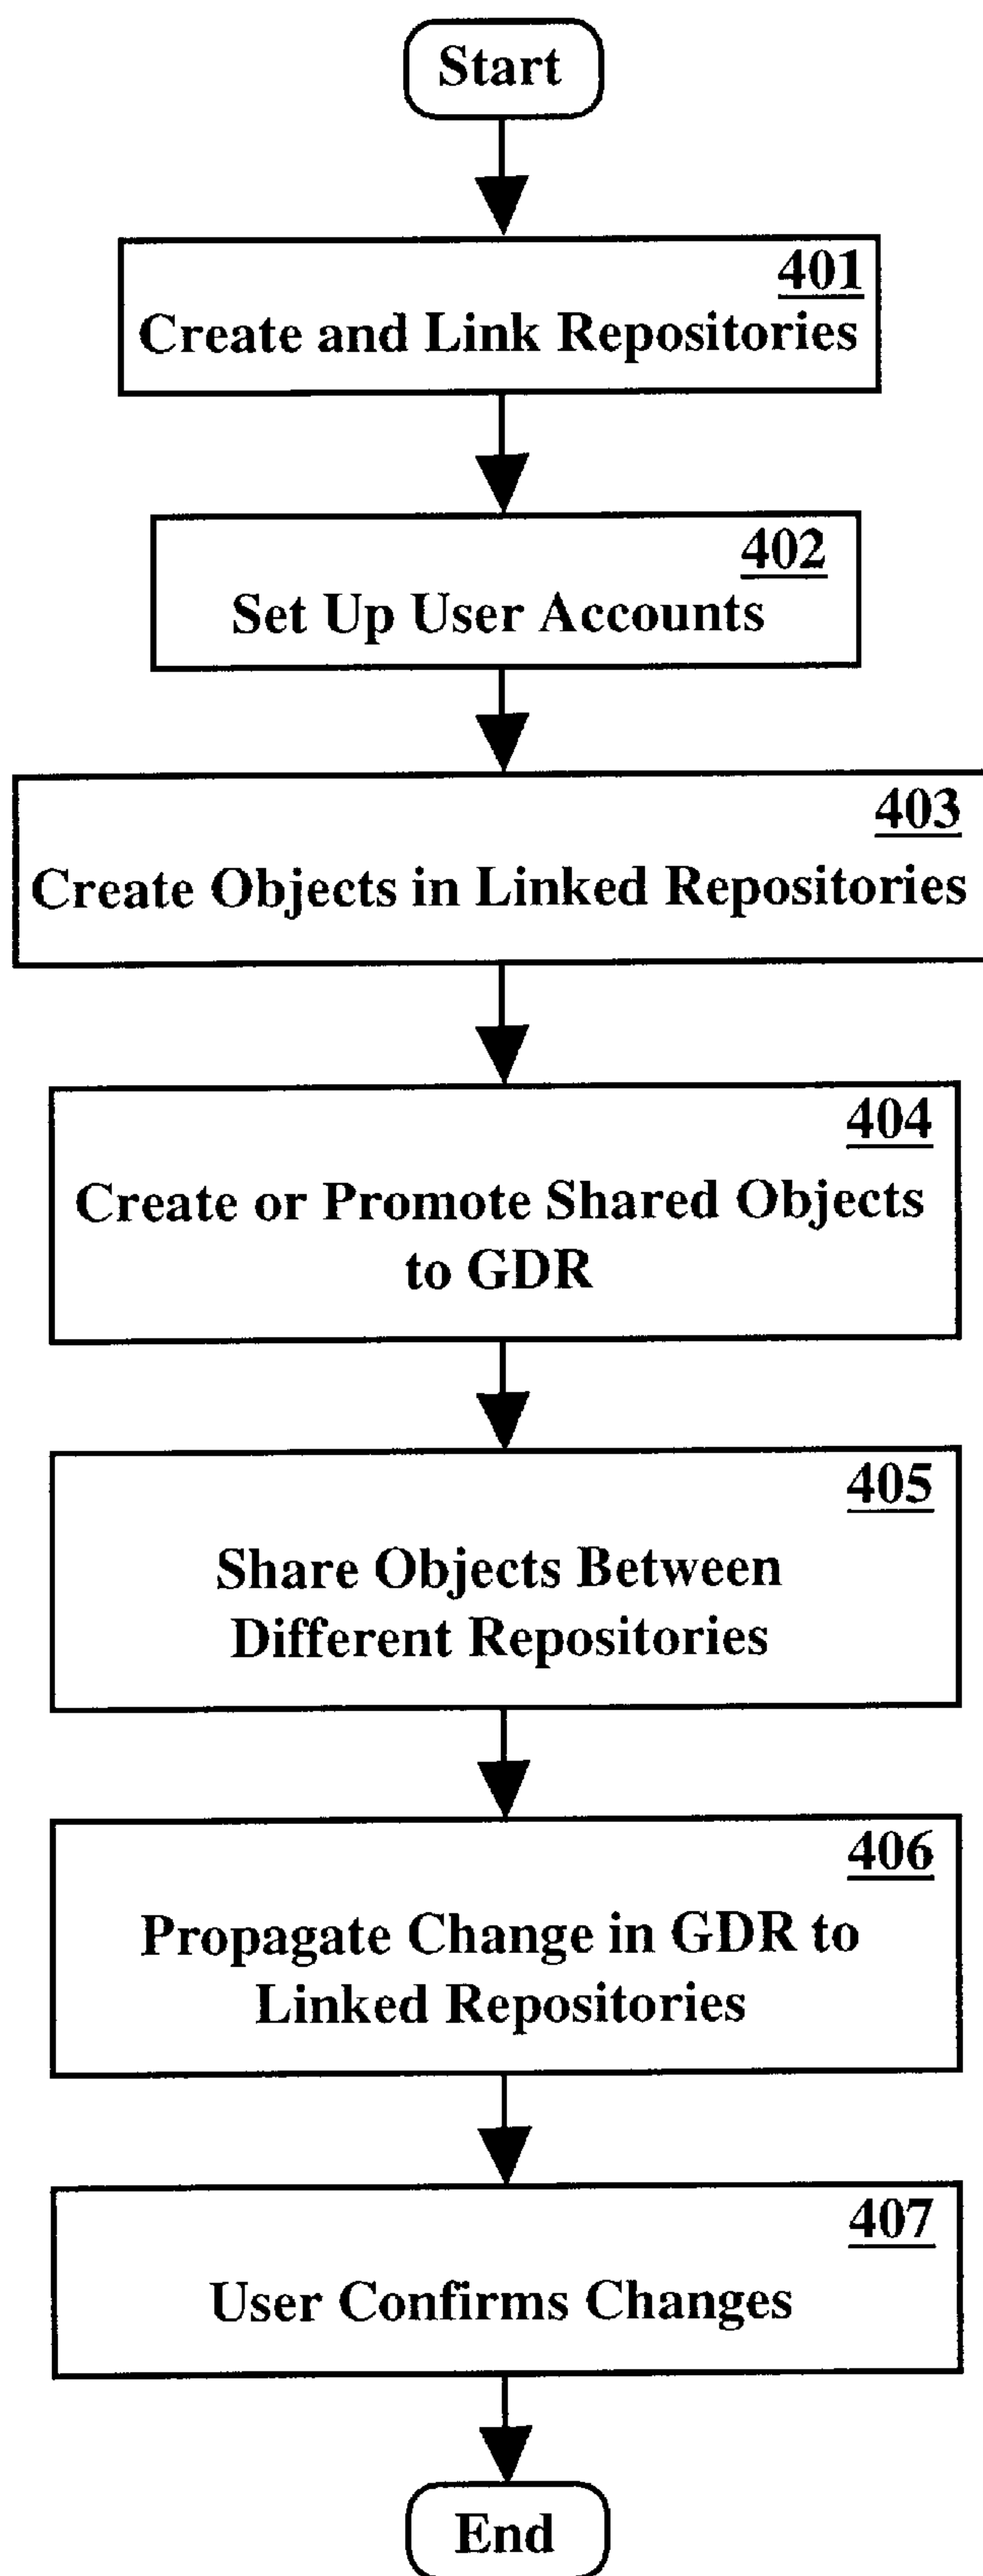 Start
401
Create and Link Repositories
402
Set Up User Accounts
403
Create Objects in Linked Repositories
404
Create or Promote Shared Objects
to GDR
405
Share Objects Between
Different Repositories
406
Propagate Change in GDR to
Linked Repositories
407
User Confirms Changes
End